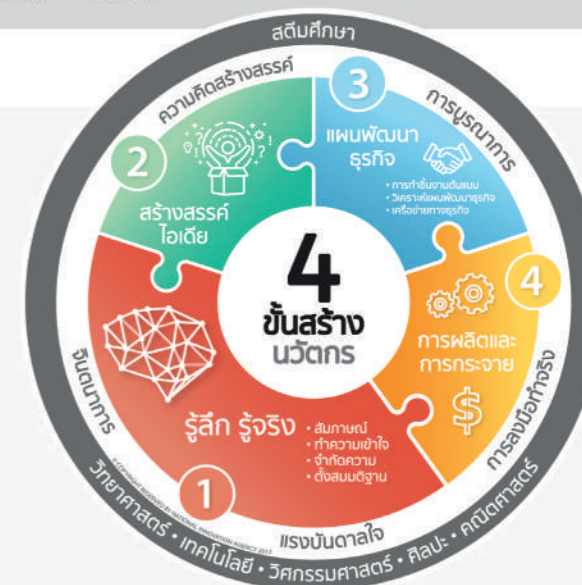 สตีมศึกษา
ความคิดสร้างสรรค์
การบูรณาการ
2
สร้างสรรค์
ไอเดีย
3
แผนพัฒนา
ธุรกิจ
• การทำชิ้นงานต้นแบบ
• วิเคราะห์แผนพัฒนาธุรกิจ
• เครือข่ายทางธุรกิจ
4
ขั้นสร้าง
นวัตกร
4
การผลิตและ
การกระจาย
$
รู้ลึก รู้จริง
• สัมภาษณ์
• ทำความเข้าใจ
• จำกัดความ
• ตั้งสมมติฐาน
1
จินตนาการ
การลงมือทำจริง
แรงบันดาลใจ
© COPYRIGHT RESERVED BY NATIONAL INNOVATION AGENCY 2017
วิทยาศาสตร์ • เทคโนโลยี • วิศกรรมศาสตร์ • ศิลปะ • คณิตศาสตร์